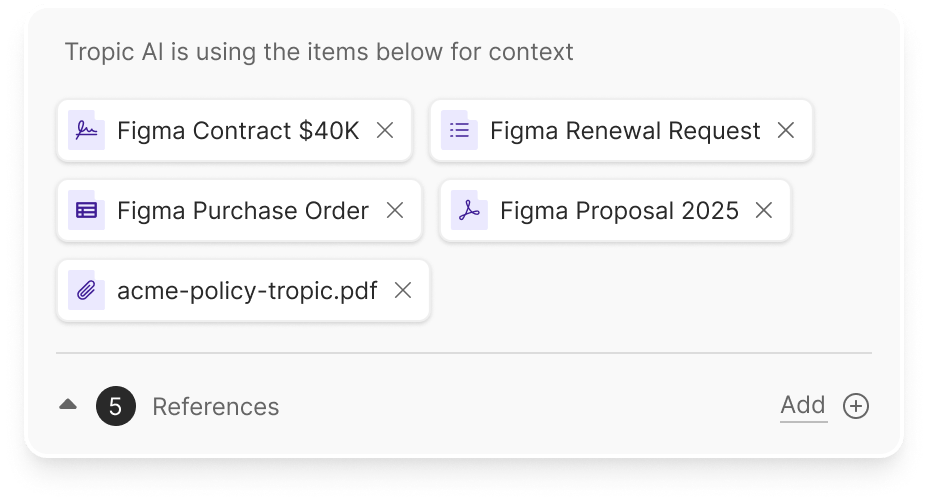 Tropic AI is using the items below for context
Figma Contract $40K
Figma Renewal Request
Figma Purchase Order
Figma Proposal 2025
acme-policy-tropic.pdf
5 References
Add